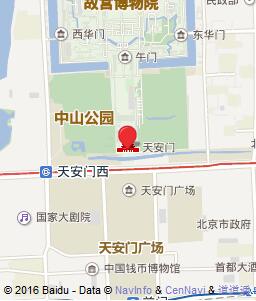 故宫博物院
民政部
西华门
东华门
午门
中山公园
天安门
天安门西
天安门广场
国家大剧院
北京市政府
天安门广场
首都大酒
中国钱币博物馆
© 2016 Baidu - Data © NavInfo & CenNavi & 道道通